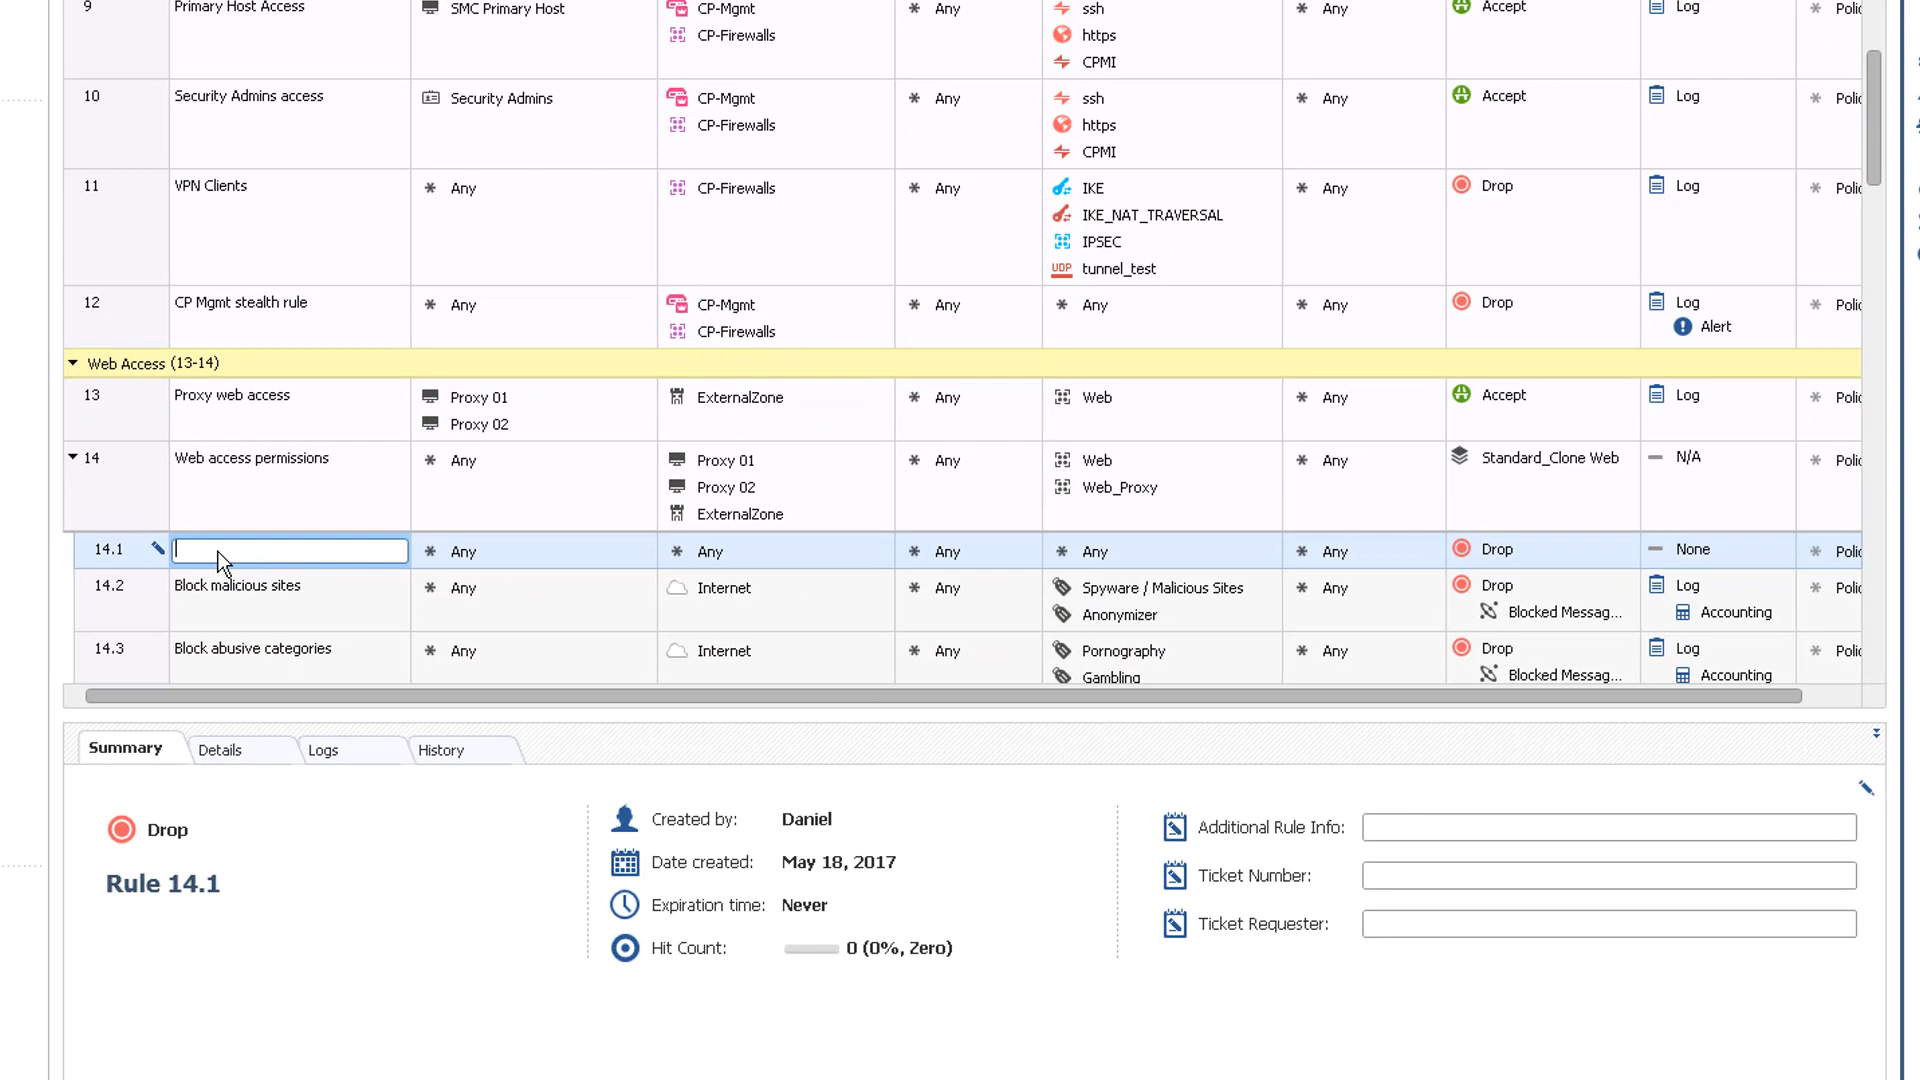 9 Primary Host Access SMC Primary Host CP-Mgmt * Any ssh * Any Accept Log *
CP-Firewalls https
CPMI
10 Security Admins access Security Admins CP-Mgmt * Any ssh * Any Accept Log *
CP-Firewalls https
CPMI
11 VPN Clients * Any CP-Firewalls * Any IKE * Any Drop Log *
IKE_NAT_TRAVERSAL
IPSEC
UDP tunnel_test
12 CP Mgmt stealth rule * Any CP-Mgmt * Any * Any * Any Drop Log *
CP-Firewalls Alert
Web Access (13-14)
13 Proxy web access Proxy 01 ExternalZone * Any Web * Any Accept Log *
Proxy 02
14 Web access permissions * Any Proxy 01 * Any Web * Any Standard_Clone Web N/A *
Proxy 02 Web_Proxy
ExternalZone
14.1 * Any * Any * Any * Any * Any Drop None *
14.2 Block malicious sites * Any Internet * Any Spyware / Malicious Sites * Any Drop Log *
Anonymizer Blocked Messag... Accounting
14.3 Block abusive categories * Any Internet * Any Pornography * Any Drop Log *
Gambling Blocked Messag... Accounting
Summary Details Logs History
Drop
Rule 14.1
Created by: Daniel
Date created: May 18, 2017
Expiration time: Never
Hit Count: 0 (0%, Zero)
Additional Rule Info:
Ticket Number:
Ticket Requester: